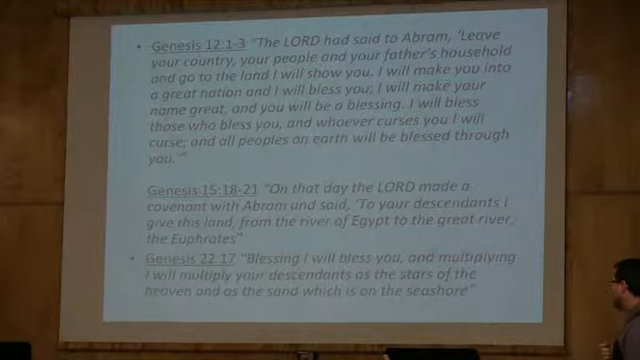 • Genesis 12:1-3 “The LORD had said to Abram, ‘Leave
your country, your people and your father’s household
and go to the land I will show you. I will make you into
a great nation and I will bless you; I will make your
name great, and you will be a blessing. I will bless
those who bless you, and whoever curses you I will
curse; and all peoples on earth will be blessed through
you.’”
Genesis 15:18-21 “On that day the LORD made a
covenant with Abram and said, ‘To your descendants I
give this land, from the river of Egypt to the great river,
the Euphrates”
• Genesis 22:17 “Blessing I will bless you, and multiplying
I will multiply your descendants as the stars of the
heaven and as the sand which is on the seashore”